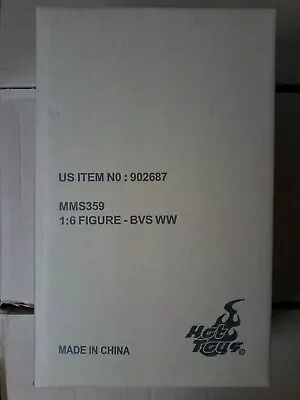 US ITEM N0 : 902687
MMS359
1:6 FIGURE - BVS WW
Hot
Toys®
MADE IN CHINA